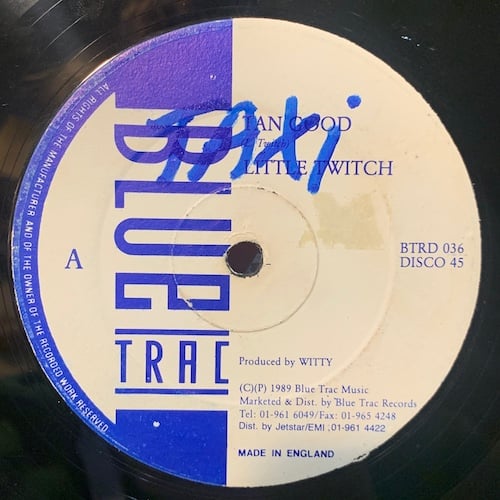 BLUE
TRAC
TAXi
TAN GOOD
(L. Twitch)
LITTLE TWITCH
A
BTRD 036
DISCO 45
Produced by WITTY
(C)(P) 1989 Blue Trac Music
Marketed & Dist. by Blue Trac Records
Tel: 01-961 6049/Fax: 01-965 4248
Dist. by Jetstar/EMI ,01-961 4422
MADE IN ENGLAND
ALL RIGHTS OF THE MANUFACTURER AND OF THE OWNER OF THE RECORDED WORK RESERVED